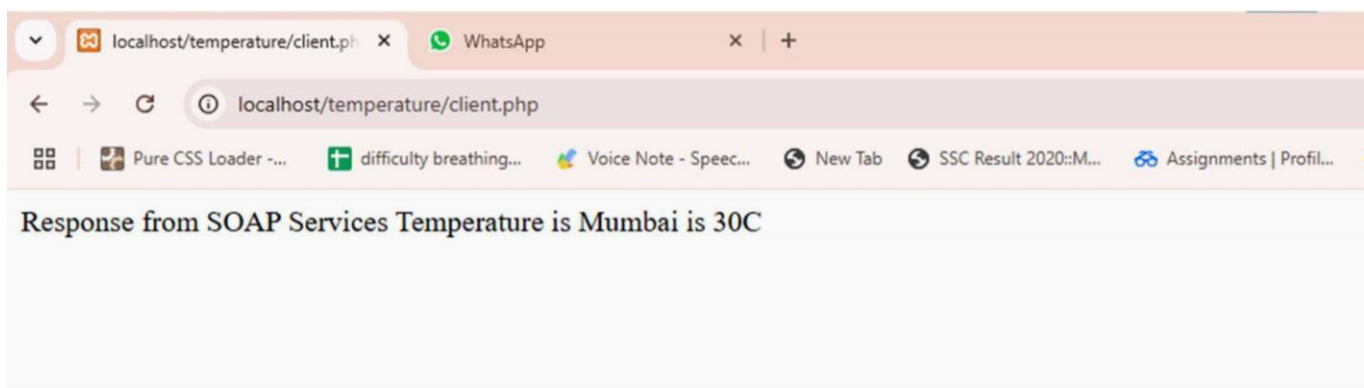 localhost/temperature/client.ph
WhatsApp
localhost/temperature/client.php
Pure CSS Loader -... difficulty breathing... Voice Note - Speec... New Tab SSC Result 2020::M... Assignments | Profil...
Response from SOAP Services Temperature is Mumbai is 30C